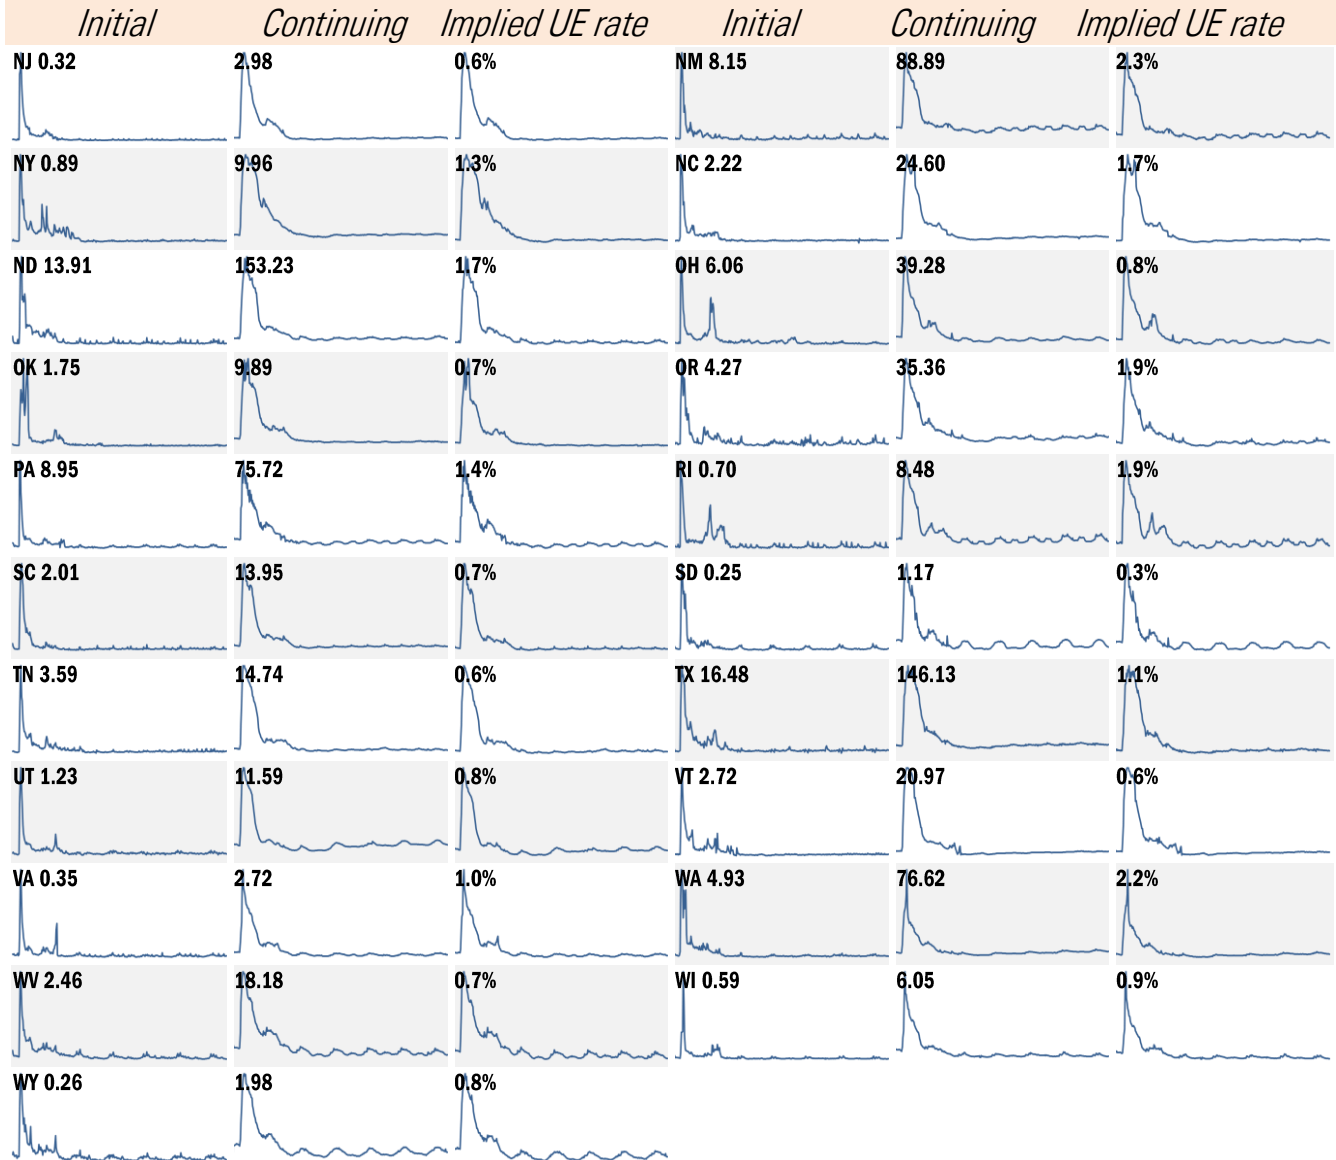 Initial Continuing Implied UE rate Initial Continuing Implied UE rate
NJ 0.32 2.98 0.6% NM 8.15 88.89 2.3%
NY 0.89 9.96 1.3% NC 2.22 24.60 1.7%
ND 13.91 153.23 1.7% OH 6.06 39.28 0.8%
OK 1.75 9.89 0.7% OR 4.27 35.36 1.9%
PA 8.95 75.72 1.4% RI 0.70 8.48 1.9%
SC 2.01 13.95 0.7% SD 0.25 1.17 0.3%
TN 3.59 14.74 0.6% TX 16.48 146.13 1.1%
UT 1.23 11.59 0.8% VT 2.72 20.97 0.6%
VA 0.35 2.72 1.0% WA 4.93 76.62 2.2%
WV 2.46 18.18 0.7% WI 0.59 6.05 0.9%
WY 0.26 1.98 0.8%